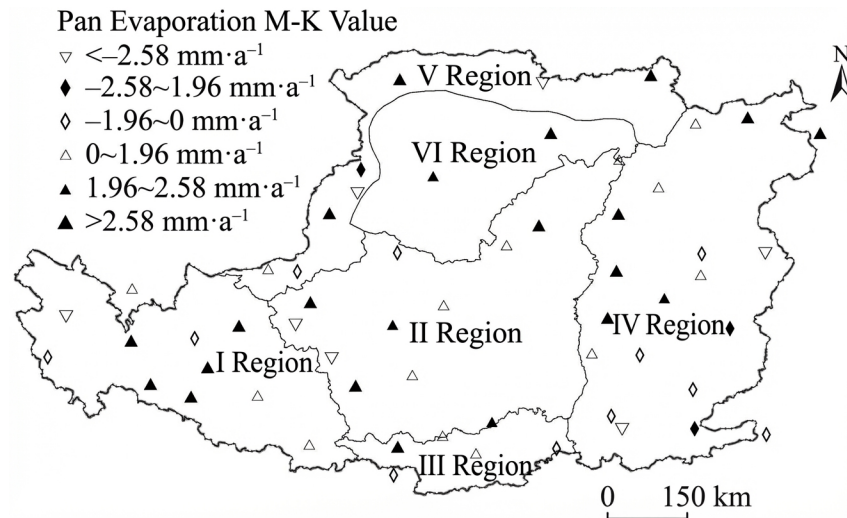 Pan Evaporation M-K Value
<–2.58 mm·a⁻¹
–2.58~1.96 mm·a⁻¹
–1.96~0 mm·a⁻¹
0~1.96 mm·a⁻¹
1.96~2.58 mm·a⁻¹
>2.58 mm·a⁻¹
N
V Region
VI Region
II Region
IV Region
I Region
III Region
0 150 km